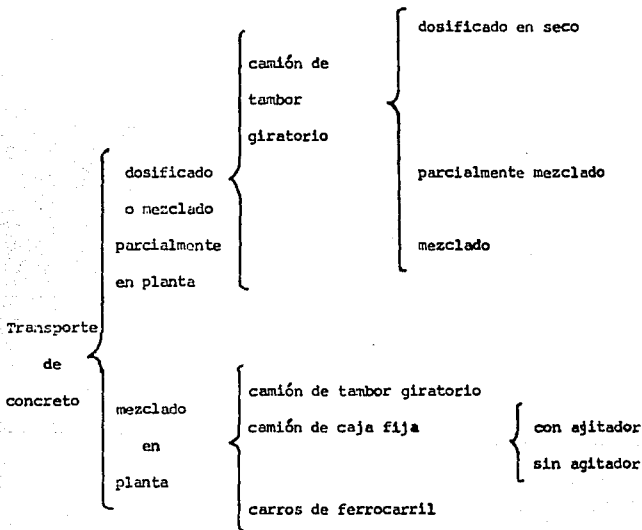 dosificado en seco
camión de
tambor
giratorio
dosificado
o mezclado
parcialmente
en planta
parcialmente mezclado
mezclado
Transporte
de
concreto
mezclado
en
planta
camión de tambor giratorio
camión de caja fija
con agitador
sin agitador
carros de ferrocarril